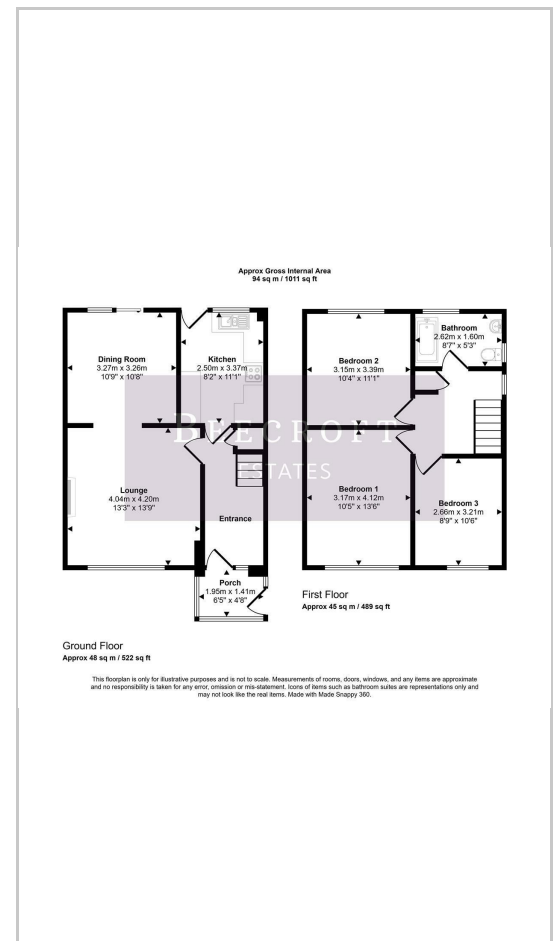 Approx Gross Internal Area
94 sq m / 1011 sq ft
Dining Room
3.27m x 3.26m
10'9" x 10'8"
Kitchen
2.50m x 3.37m
8'2" x 11'1"
Lounge
4.04m x 4.20m
13'3" x 13'9"
Entrance
Porch
1.95m x 1.41m
6'5" x 4'8"
Ground Floor
Approx 48 sq m / 522 sq ft
Bathroom
2.62m x 1.60m
8'7" x 5'3"
Bedroom 2
3.15m x 3.39m
10'4" x 11'1"
Bedroom 1
3.17m x 4.12m
10'5" x 13'6"
Bedroom 3
2.66m x 3.21m
8'9" x 10'6"
First Floor
Approx 45 sq m / 489 sq ft
BEECROFT
ESTATES
This floorplan is only for illustrative purposes and is not to scale. Measurements of rooms, doors, windows, and any items are approximate
and no responsibility is taken for any error, omission or mis-statement. Icons of items such as bathroom suites are representations only and
may not look like the real items. Made with Made Snappy 360.